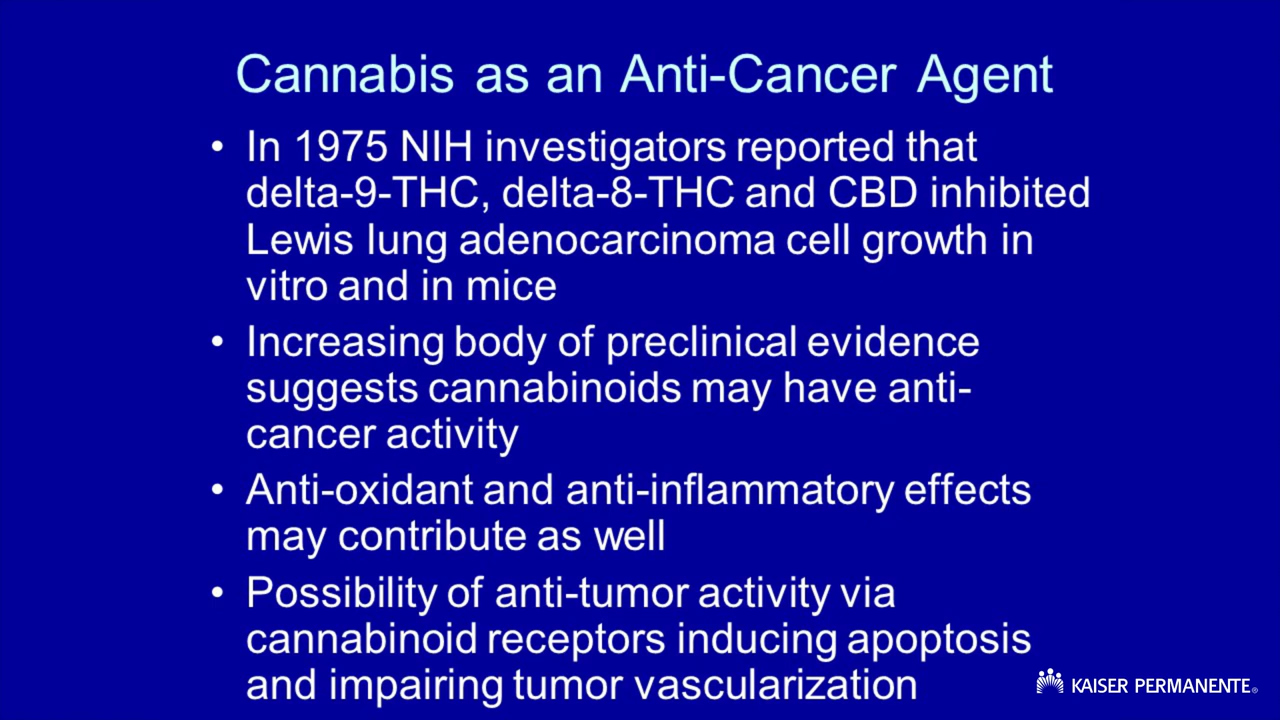 Cannabis as an Anti-Cancer Agent
• In 1975 NIH investigators reported that
delta-9-THC, delta-8-THC and CBD inhibited
Lewis lung adenocarcinoma cell growth in
vitro and in mice
• Increasing body of preclinical evidence
suggests cannabinoids may have anti-
cancer activity
• Anti-oxidant and anti-inflammatory effects
may contribute as well
• Possibility of anti-tumor activity via
cannabinoid receptors inducing apoptosis
and impairing tumor vascularization
KAISER PERMANENTE®